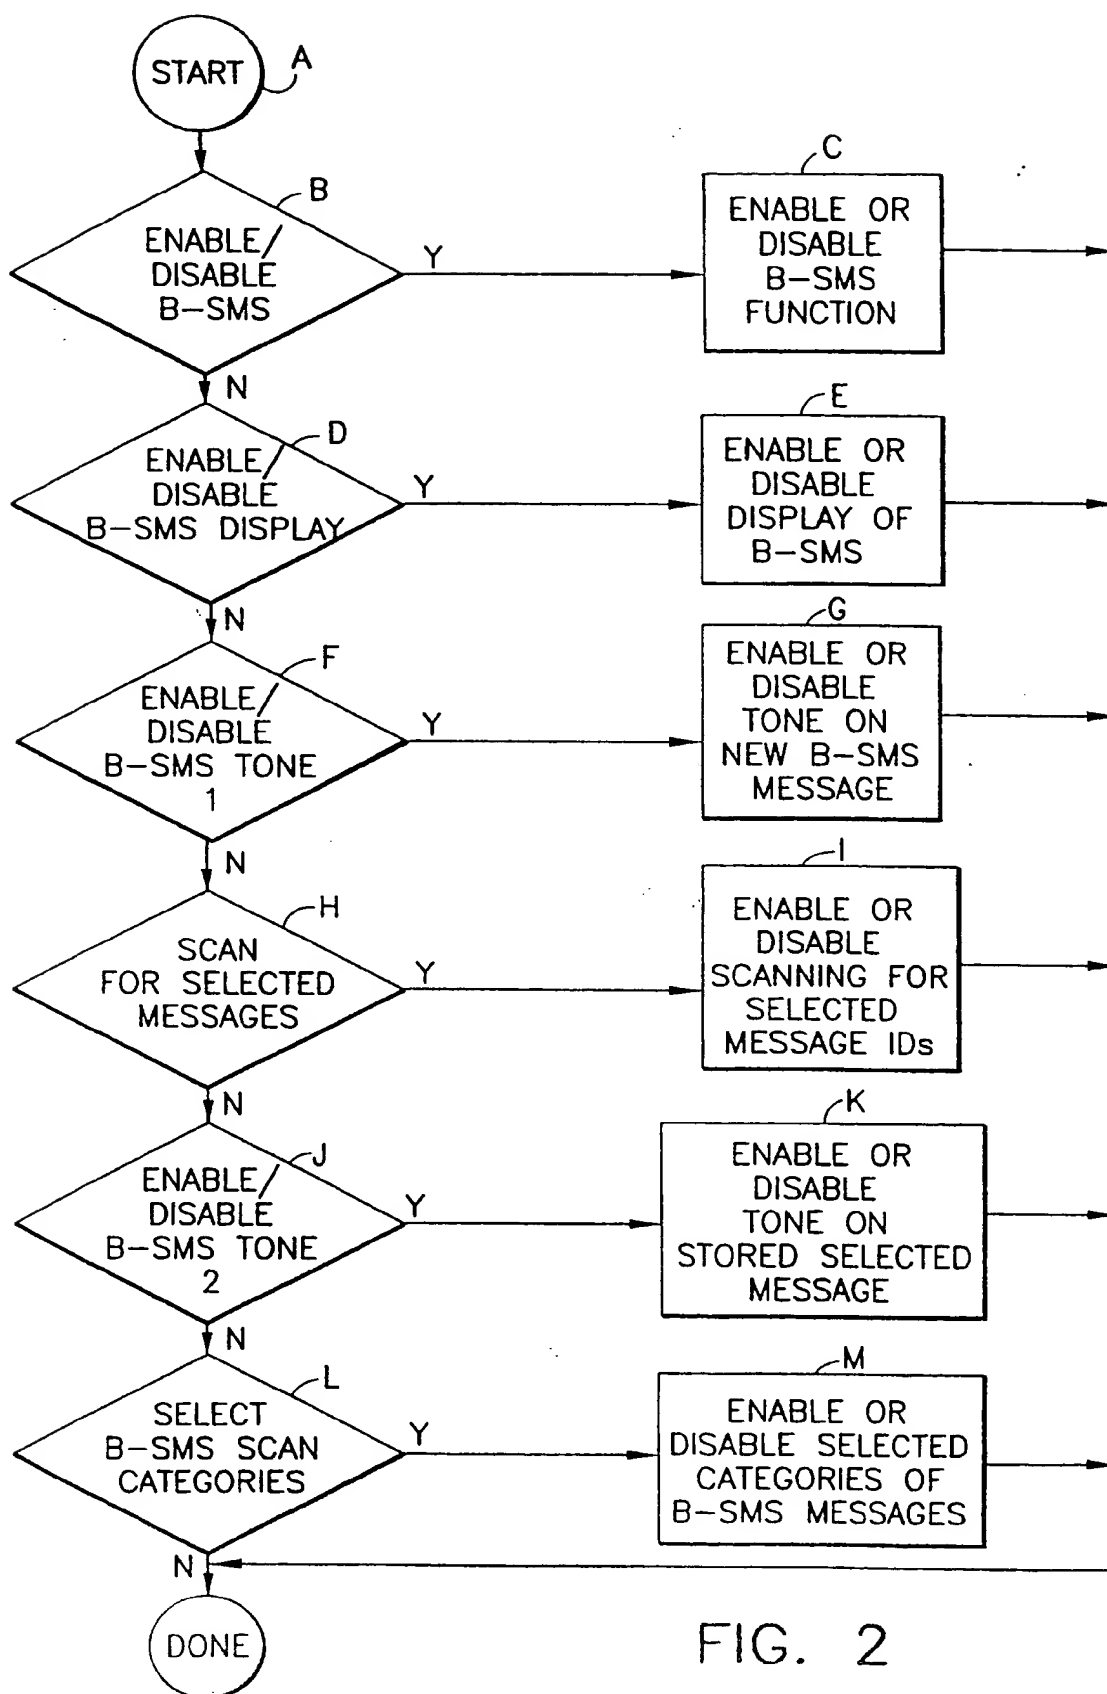 START
A
B
ENABLE/
DISABLE
B-SMS
Y
N
C
ENABLE OR
DISABLE
B-SMS
FUNCTION
D
ENABLE/
DISABLE
B-SMS DISPLAY
Y
N
E
ENABLE OR
DISABLE
DISPLAY OF
B-SMS
F
ENABLE/
DISABLE
B-SMS TONE
1
Y
N
G
ENABLE OR
DISABLE
TONE ON
NEW B-SMS
MESSAGE
H
SCAN
FOR SELECTED
MESSAGES
Y
N
I
ENABLE OR
DISABLE
SCANNING FOR
SELECTED
MESSAGE IDs
J
ENABLE/
DISABLE
B-SMS TONE
2
Y
N
K
ENABLE OR
DISABLE
TONE ON
STORED SELECTED
MESSAGE
L
SELECT
B-SMS SCAN
CATEGORIES
Y
N
M
ENABLE OR
DISABLE SELECTED
CATEGORIES OF
B-SMS MESSAGES
DONE
FIG. 2